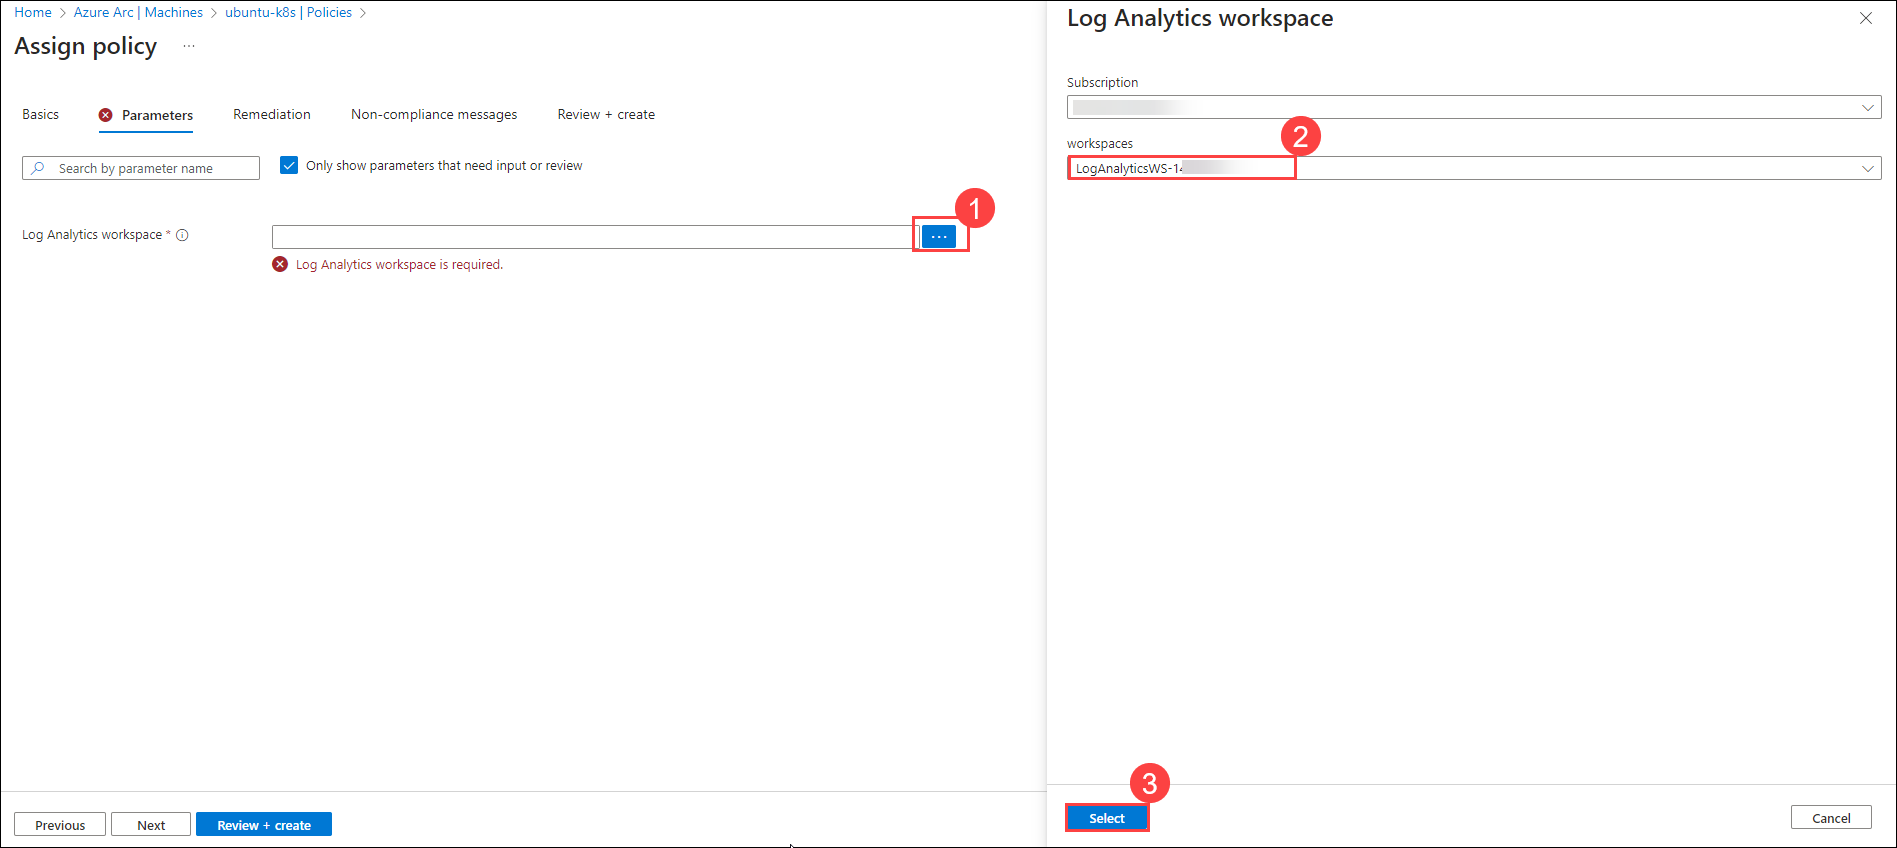 Home > Azure Arc | Machines > ubuntu-k8s | Policies >
Assign policy ...
Basics
Parameters
Remediation
Non-compliance messages
Review + create
Search by parameter name
Only show parameters that need input or review
Log Analytics workspace *
...
1
Log Analytics workspace is required.
Previous
Next
Review + create
Log Analytics workspace
Subscription
workspaces
2
LogAnalyticsWS-14
3
Select
Cancel